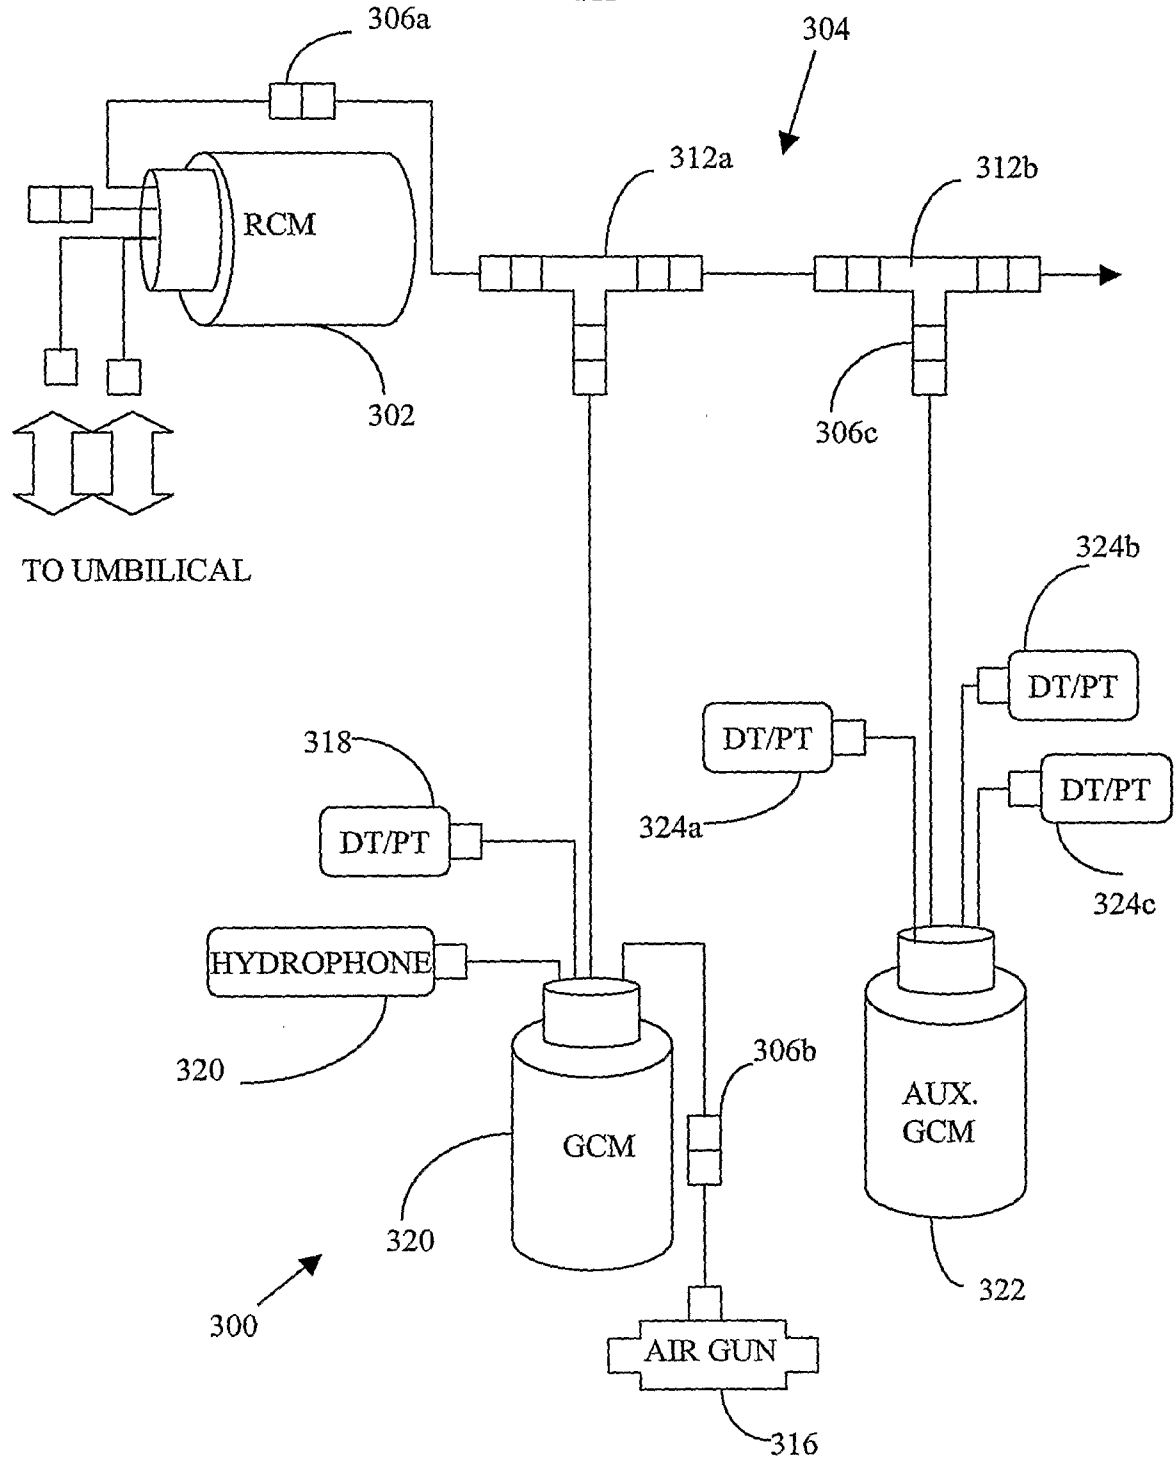 306a
304
312a
312b
RCM
302
306c
TO UMBILICAL
324b
DT/PT
318
DT/PT
DT/PT
324a
DT/PT
324c
HYDROPHONE
320
306b
AUX.
GCM
GCM
320
322
300
AIR GUN
316